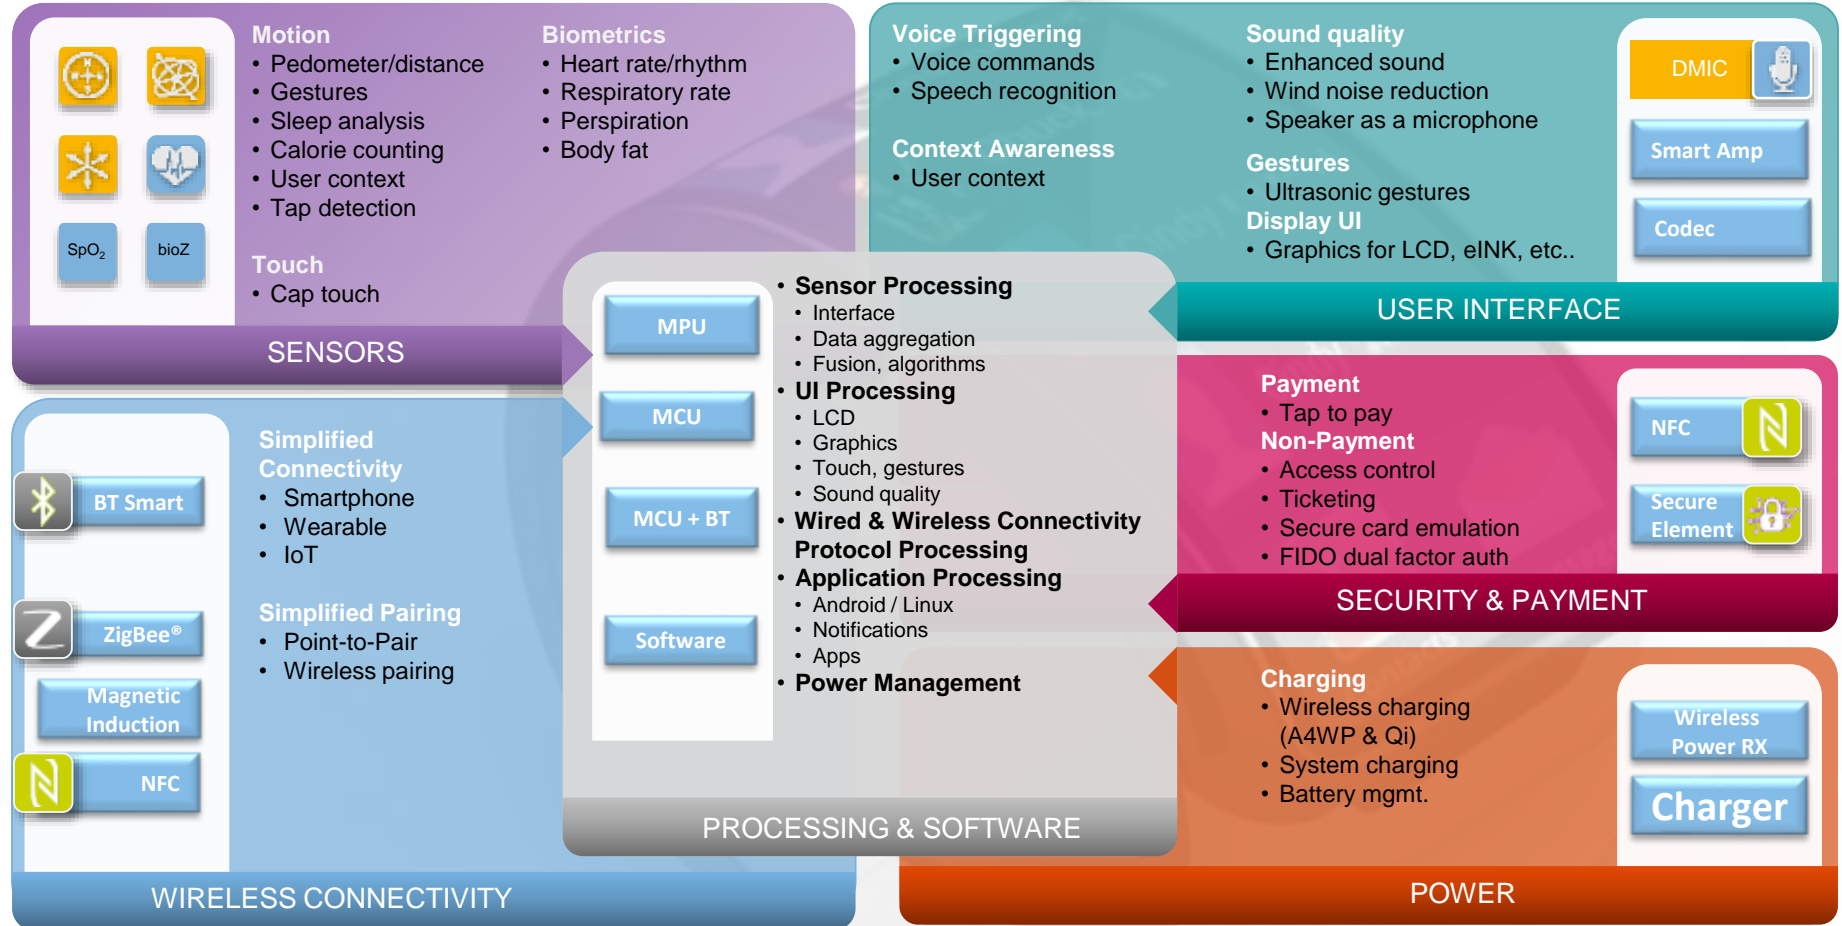 Motion
• Pedometer/distance
• Gestures
• Sleep analysis
• Calorie counting
• User context
• Tap detection
Touch
• Cap touch
Biometrics
• Heart rate/rhythm
• Respiratory rate
• Perspiration
• Body fat
SpO₂
bioZ
SENSORS
Voice Triggering
• Voice commands
• Speech recognition
Context Awareness
• User context
Sound quality
• Enhanced sound
• Wind noise reduction
• Speaker as a microphone
Gestures
• Ultrasonic gestures
Display UI
• Graphics for LCD, eINK, etc..
DMIC
Smart Amp
Codec
USER INTERFACE
MPU
MCU
MCU + BT
Software
• Sensor Processing
• Interface
• Data aggregation
• Fusion, algorithms
• UI Processing
• LCD
• Graphics
• Touch, gestures
• Sound quality
• Wired & Wireless Connectivity
Protocol Processing
• Application Processing
• Android / Linux
• Notifications
• Apps
• Power Management
PROCESSING & SOFTWARE
BT Smart
ZigBee®
Magnetic
Induction
NFC
Simplified
Connectivity
• Smartphone
• Wearable
• IoT
Simplified Pairing
• Point-to-Pair
• Wireless pairing
WIRELESS CONNECTIVITY
Payment
• Tap to pay
Non-Payment
• Access control
• Ticketing
• Secure card emulation
• FIDO dual factor auth
NFC
Secure
Element
SECURITY & PAYMENT
Charging
• Wireless charging
(A4WP & Qi)
• System charging
• Battery mgmt.
Wireless
Power RX
Charger
POWER